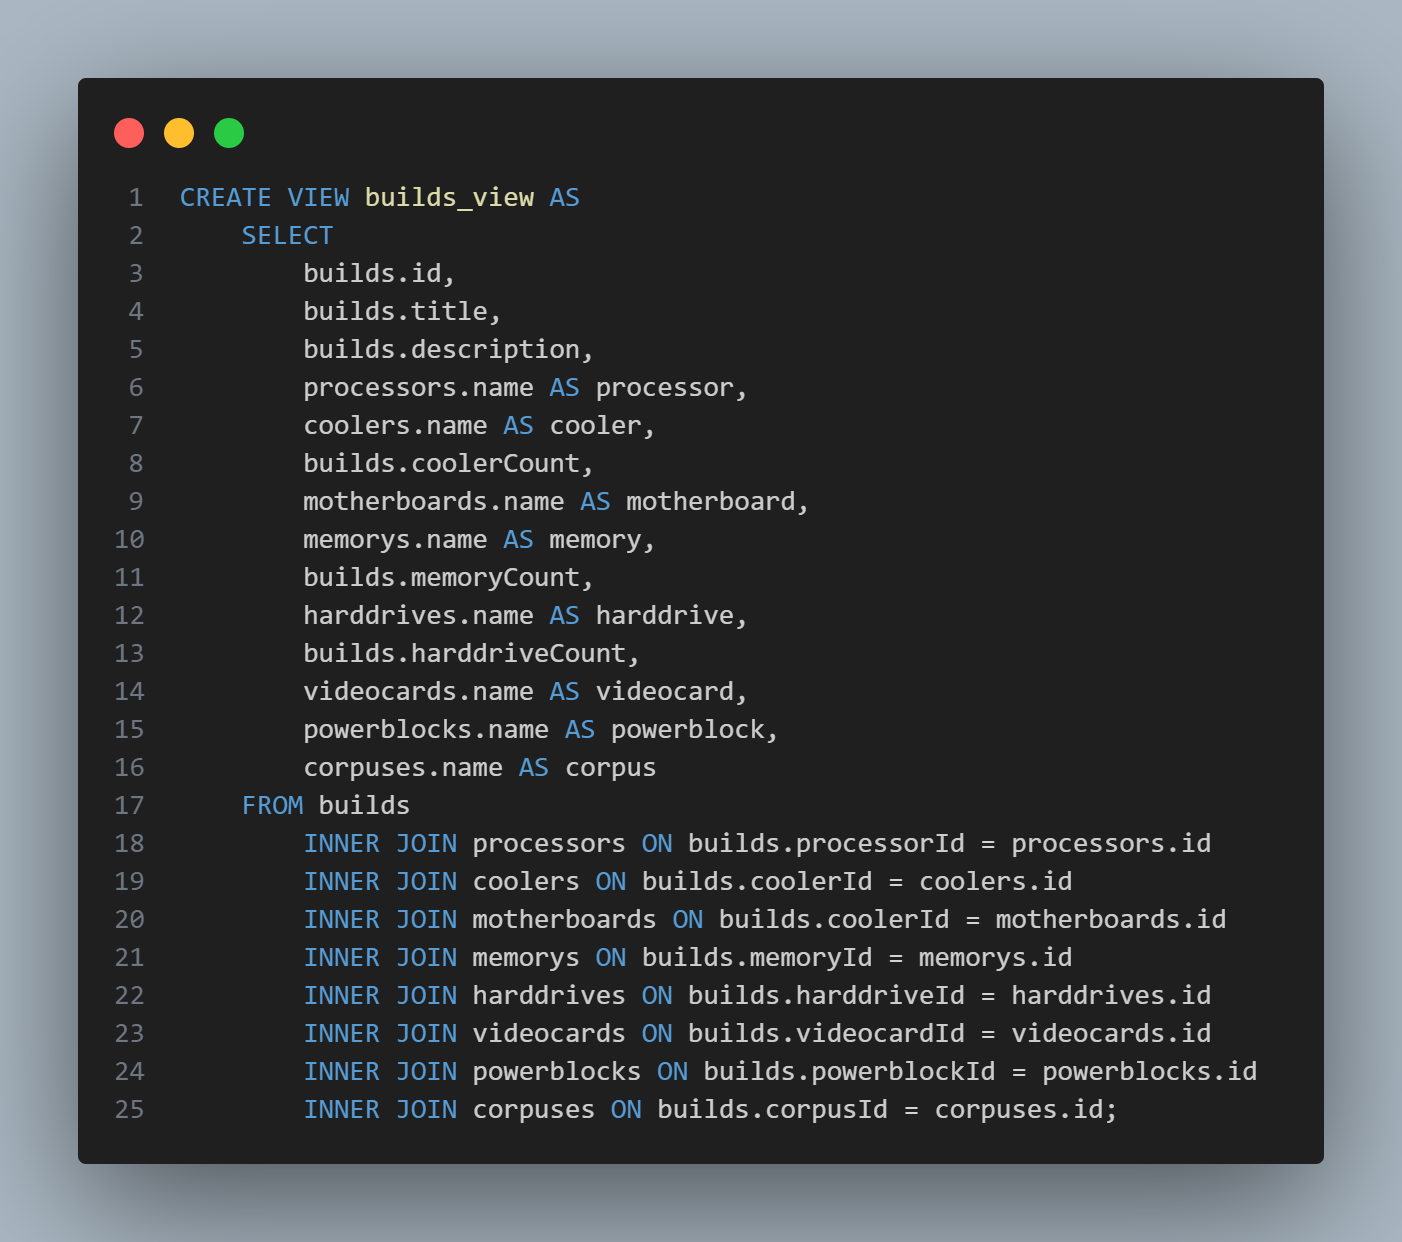 1 CREATE VIEW builds_view AS
2 SELECT
3 builds.id,
4 builds.title,
5 builds.description,
6 processors.name AS processor,
7 coolers.name AS cooler,
8 builds.coolerCount,
9 motherboards.name AS motherboard,
10 memorys.name AS memory,
11 builds.memoryCount,
12 harddrives.name AS harddrive,
13 builds.harddriveCount,
14 videocards.name AS videocard,
15 powerblocks.name AS powerblock,
16 corpuses.name AS corpus
17 FROM builds
18 INNER JOIN processors ON builds.processorId = processors.id
19 INNER JOIN coolers ON builds.coolerId = coolers.id
20 INNER JOIN motherboards ON builds.coolerId = motherboards.id
21 INNER JOIN memorys ON builds.memoryId = memorys.id
22 INNER JOIN harddrives ON builds.harddriveId = harddrives.id
23 INNER JOIN videocards ON builds.videocardId = videocards.id
24 INNER JOIN powerblocks ON builds.powerblockId = powerblocks.id
25 INNER JOIN corpuses ON builds.corpusId = corpuses.id;